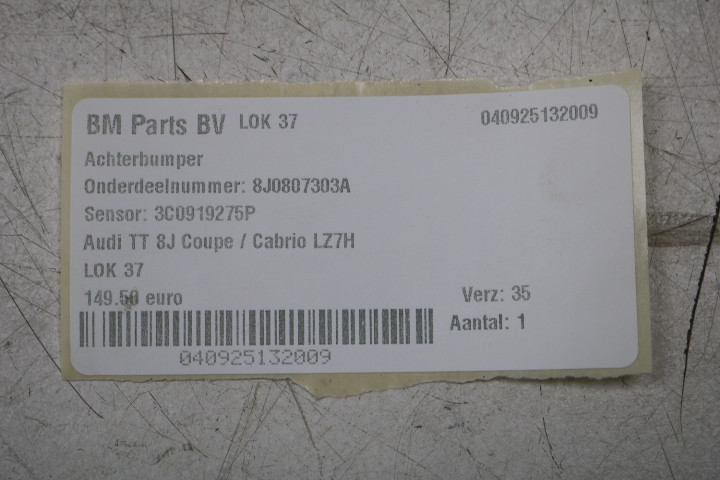 BM Parts BV LOK 37 040925132009
Achterbumper
Onderdeelnummer: 8J0807303A
Sensor: 3C0919275P
Audi TT 8J Coupe / Cabrio LZ7H
LOK 37
149.50 euro Verz: 35
Aantal: 1
040925132009